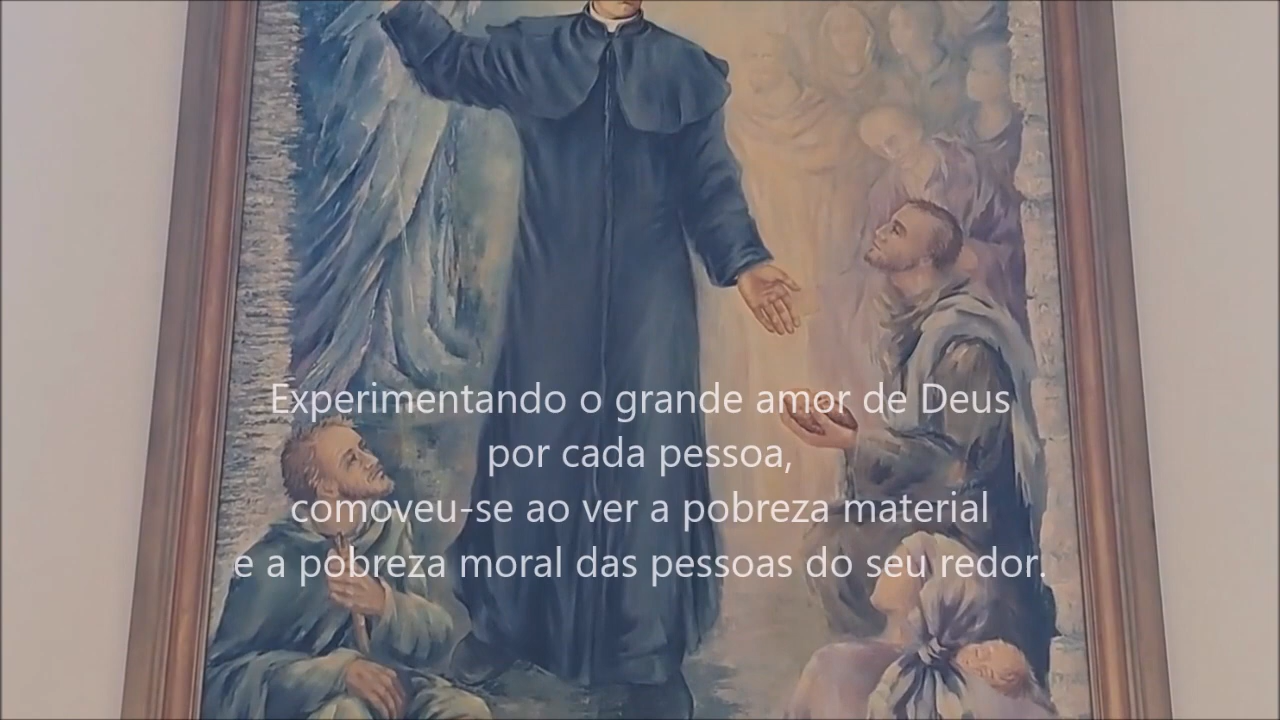 Experimentando o grande amor de Deus
por cada pessoa,
comoveu-se ao ver a pobreza material
e a pobreza moral das pessoas do seu redor.